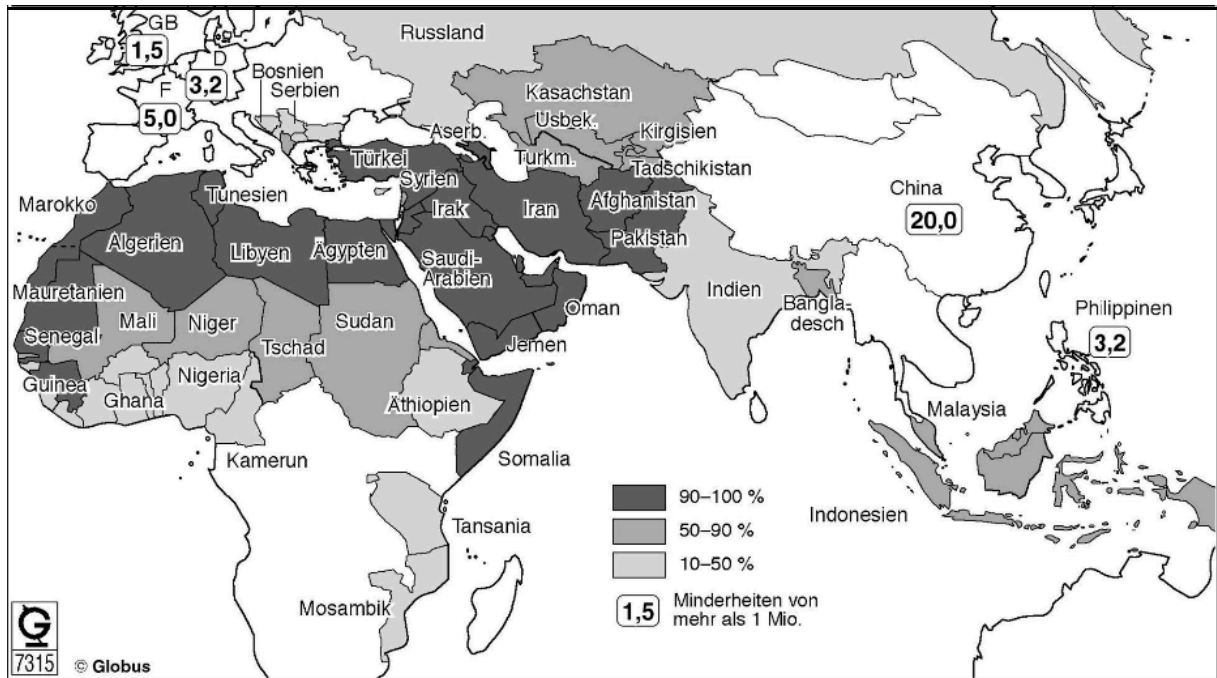 GB
1,5
D
3,2
F
5,0
Bosnien
Serbien
Russland
Kasachstan
Usbek.
Kirgisien
Aserb.
Turkm.
Tadschikistan
Türkei
Syrien
Tunesien
Marokko
Irak
Iran
Afghanistan
China
20,0
Algerien
Libyen
Ägypten
Saudi-
Arabien
Pakistan
Indien
Bangla-
desch
Oman
Mauretanien
Mali
Niger
Sudan
Senegal
Tschad
Jemen
Philippinen
3,2
Guinea
Nigeria
Ghana
Äthiopien
Malaysia
Kamerun
Somalia
Tansania
Indonesien
Mosambik
90–100 %
50–90 %
10–50 %
1,5 Minderheiten von
mehr als 1 Mio.
G
7315
© Globus